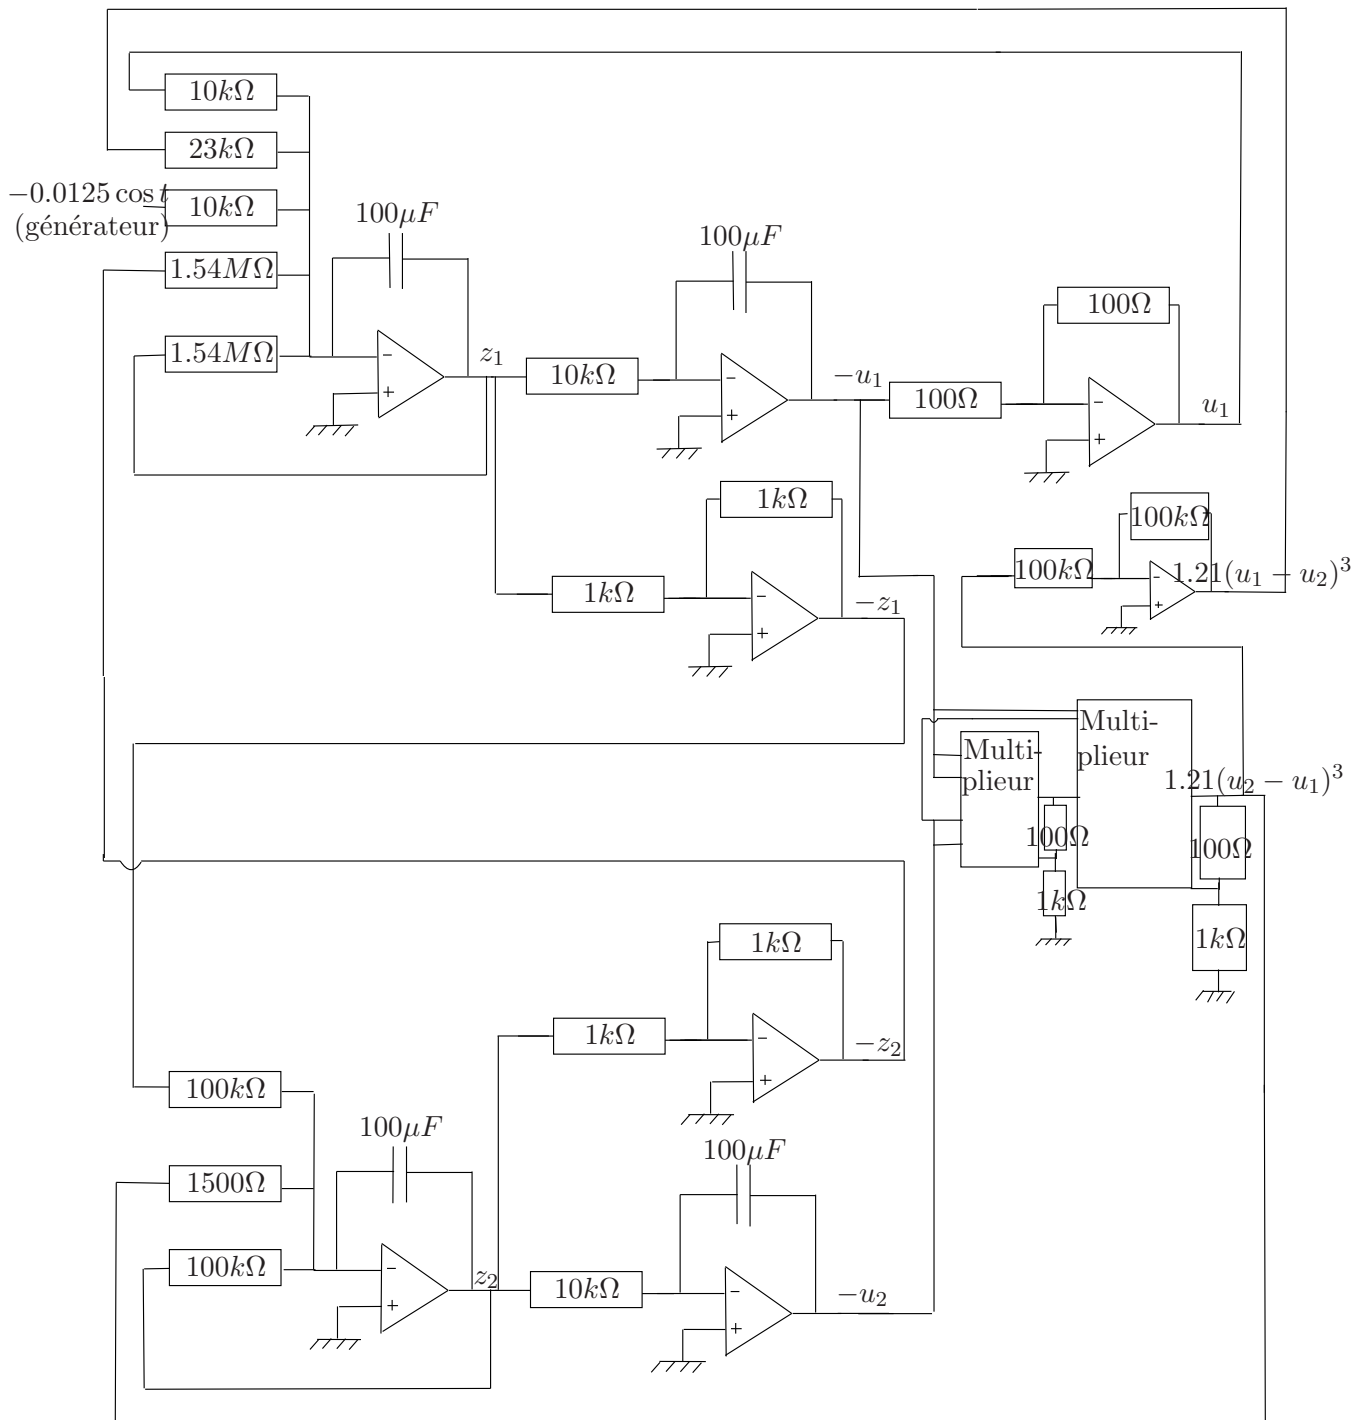 10kΩ
23kΩ
−0.0125 cos t
(générateur)
10kΩ
100μF
100μF
1.54MΩ
100Ω
1.54MΩ
z₁
10kΩ
−u₁
100Ω
u₁
1kΩ
100kΩ
1kΩ
−z₁
100kΩ
1.21(u₁ − u₂)³
Multi-
plieur
Multi-
plieur
1.21(u₂ − u₁)³
100Ω
100Ω
1kΩ
1kΩ
1kΩ
1kΩ
−z₂
100kΩ
100μF
100μF
1500Ω
100kΩ
z₂
10kΩ
−u₂